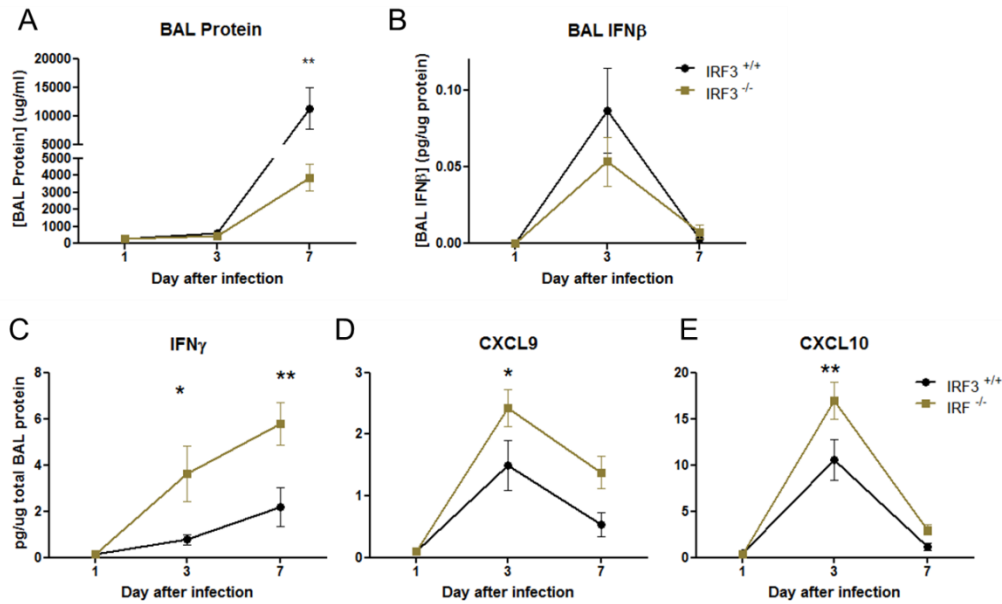 A
BAL Protein
[BAL Protein] (ug/ml)
20000
15000
10000
5000
5000
4000
3000
2000
1000
0
**
1 3 7
Day after infection
B
BAL IFNβ
[BAL IFNβ] (pg/ug protein)
0.10
0.05
0.00
1 3 7
Day after infection
IRF3 +/+
IRF3 -/-
C
IFNγ
pg/ug total BAL protein
8
6
4
2
0
* **
1 3 7
Day after infection
D
CXCL9
3
2
1
0
*
1 3 7
Day after infection
E
CXCL10
20
15
10
5
0
**
1 3 7
Day after infection
IRF3 +/+
IRF -/-